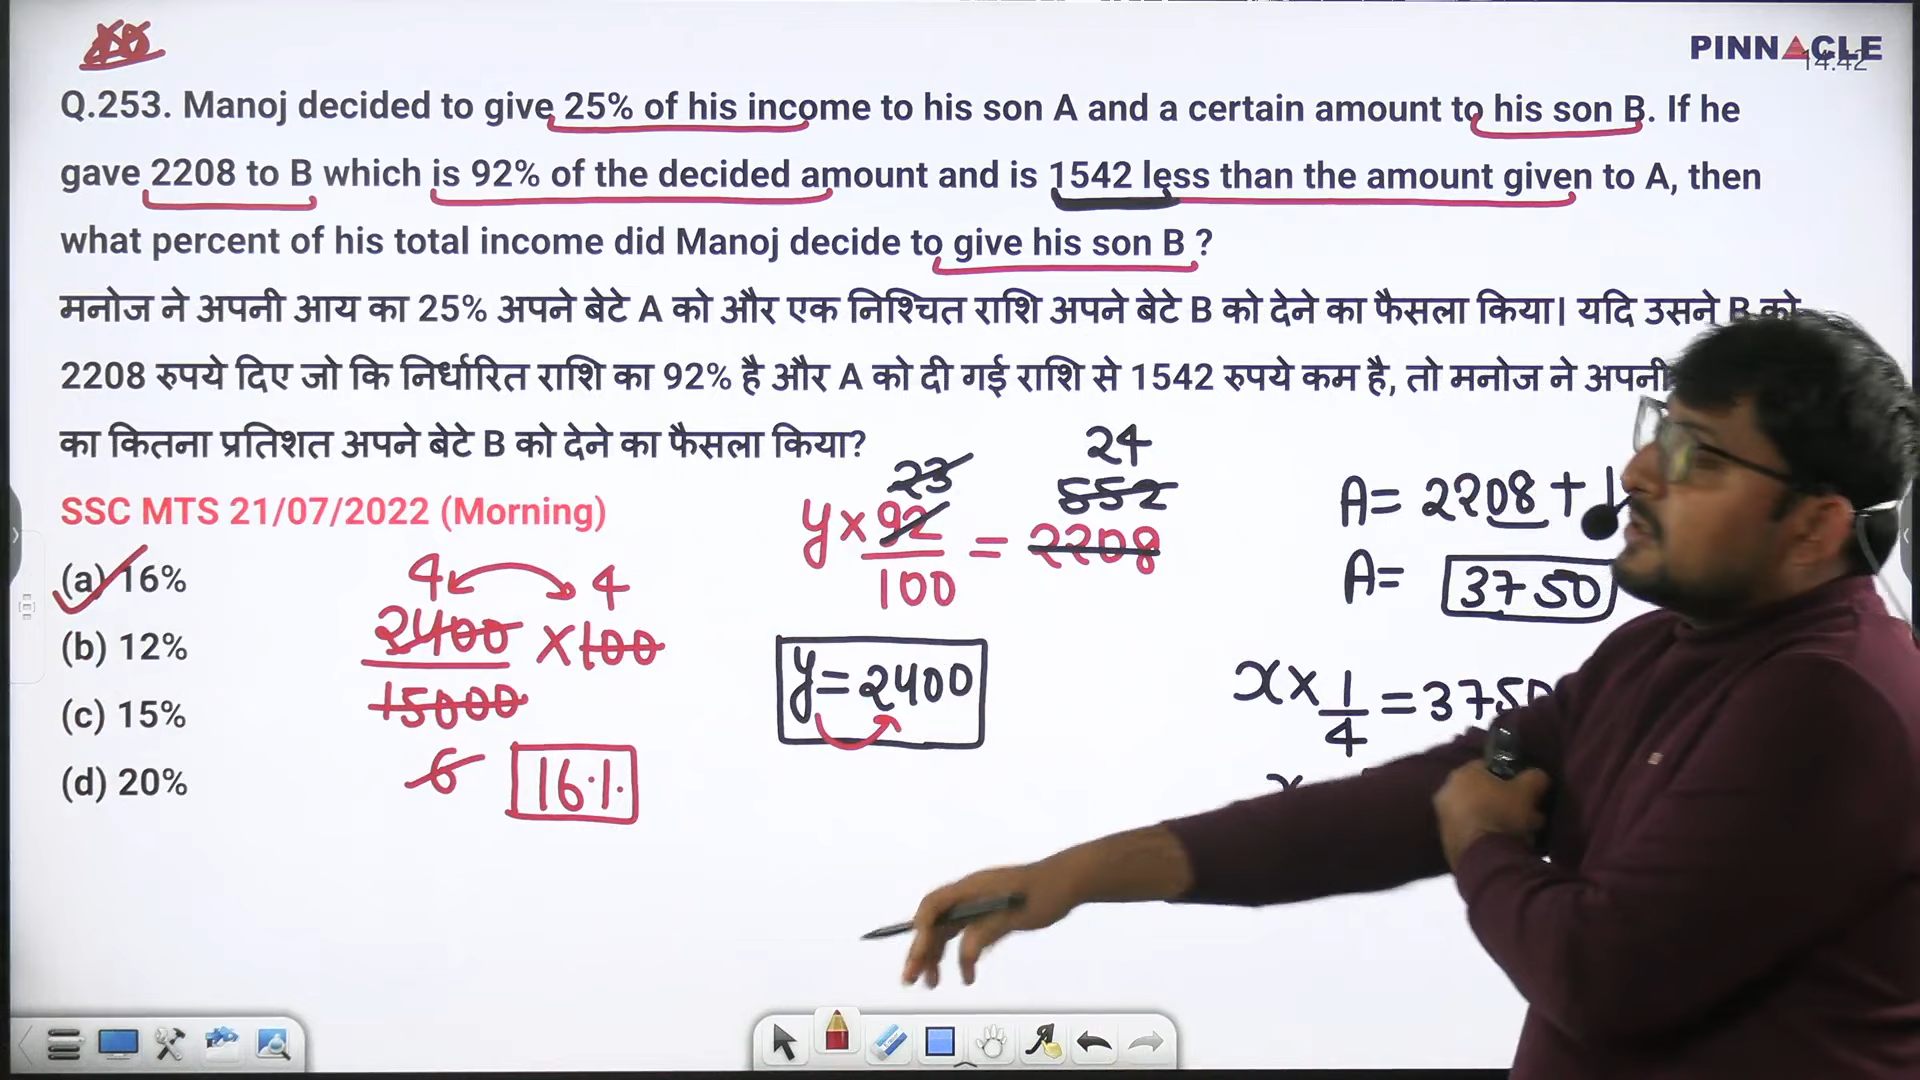 PINNACLE
14:42
Q.253. Manoj decided to give 25% of his income to his son A and a certain amount to his son B. If he
gave 2208 to B which is 92% of the decided amount and is 1542 less than the amount given to A, then
what percent of his total income did Manoj decide to give his son B ?
मनोज ने अपनी आय का 25% अपने बेटे A को और एक निश्चित राशि अपने बेटे B को देने का फैसला किया। यदि उसने B को
2208 रुपये दिए जो कि निर्धारित राशि का 92% है और A को दी गई राशि से 1542 रुपये कम है, तो मनोज ने अपनी
का कितना प्रतिशत अपने बेटे B को देने का फैसला किया?
SSC MTS 21/07/2022 (Morning)
(a) 16%
(b) 12%
(c) 15%
(d) 20%
4 4
2400 × 100
15000
6 16%
23 24
552
y × 92 = 2208
100
y = 2400
A = 2208 + 1
A = 3750
x × 1 = 3750
4
x